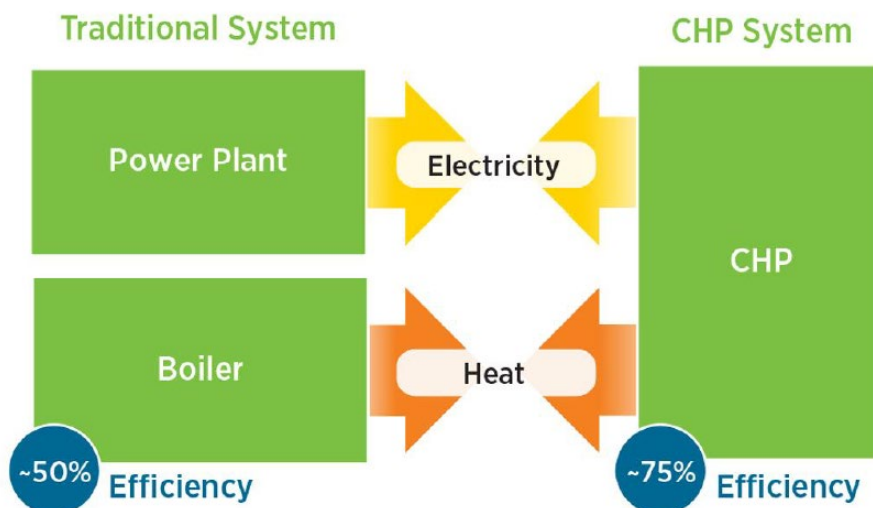 Traditional System
CHP System
Power Plant
Electricity
CHP
Boiler
Heat
~50%
Efficiency
~75%
Efficiency